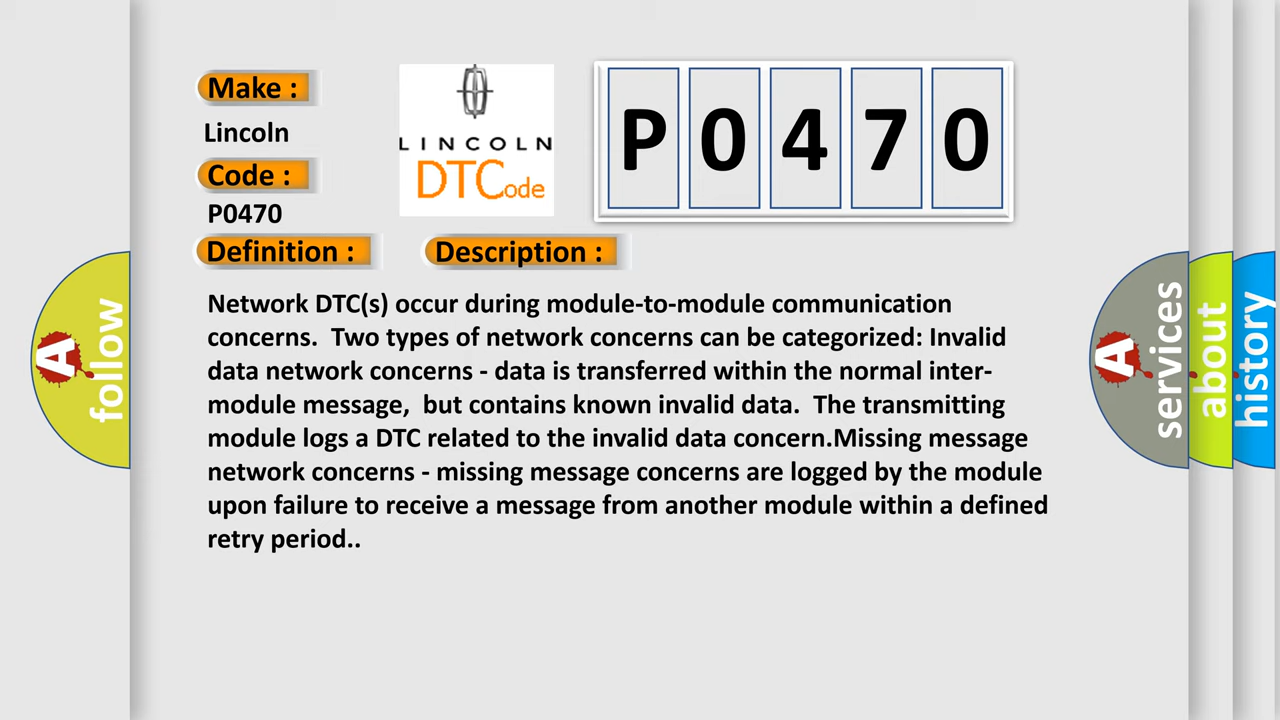 Make :
Lincoln
Code :
P0470
Definition :
Description :
LINCOLN
DTCode
P0470
Network DTC(s) occur during module-to-module communication
concerns. Two types of network concerns can be categorized: Invalid
data network concerns - data is transferred within the normal inter-
module message, but contains known invalid data. The transmitting
module logs a DTC related to the invalid data concern.Missing message
network concerns - missing message concerns are logged by the module
upon failure to receive a message from another module within a defined
retry period..
A follow
A services
about
history